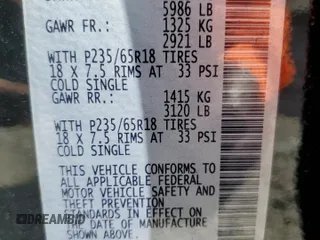 5986 LB
GAWR FR.: 1325 KG
2921 LB
WITH P235/65R18 TIRES
18 X 7.5 RIMS AT 33 PSI
COLD SINGLE
GAWR RR.: 1415 KG
3120 LB
WITH P235/65R18 TIRES
18 X 7.5 RIMS AT 33 PSI
COLD SINGLE
THIS VEHICLE CONFORMS TO
ALL APPLICABLE FEDERAL
MOTOR VEHICLE SAFETY AND
THEFT PREVENTION
STANDARDS IN EFFECT ON
THE DATE OF MANUFACTURE
SHOWN ABOVE.
DREAMBID